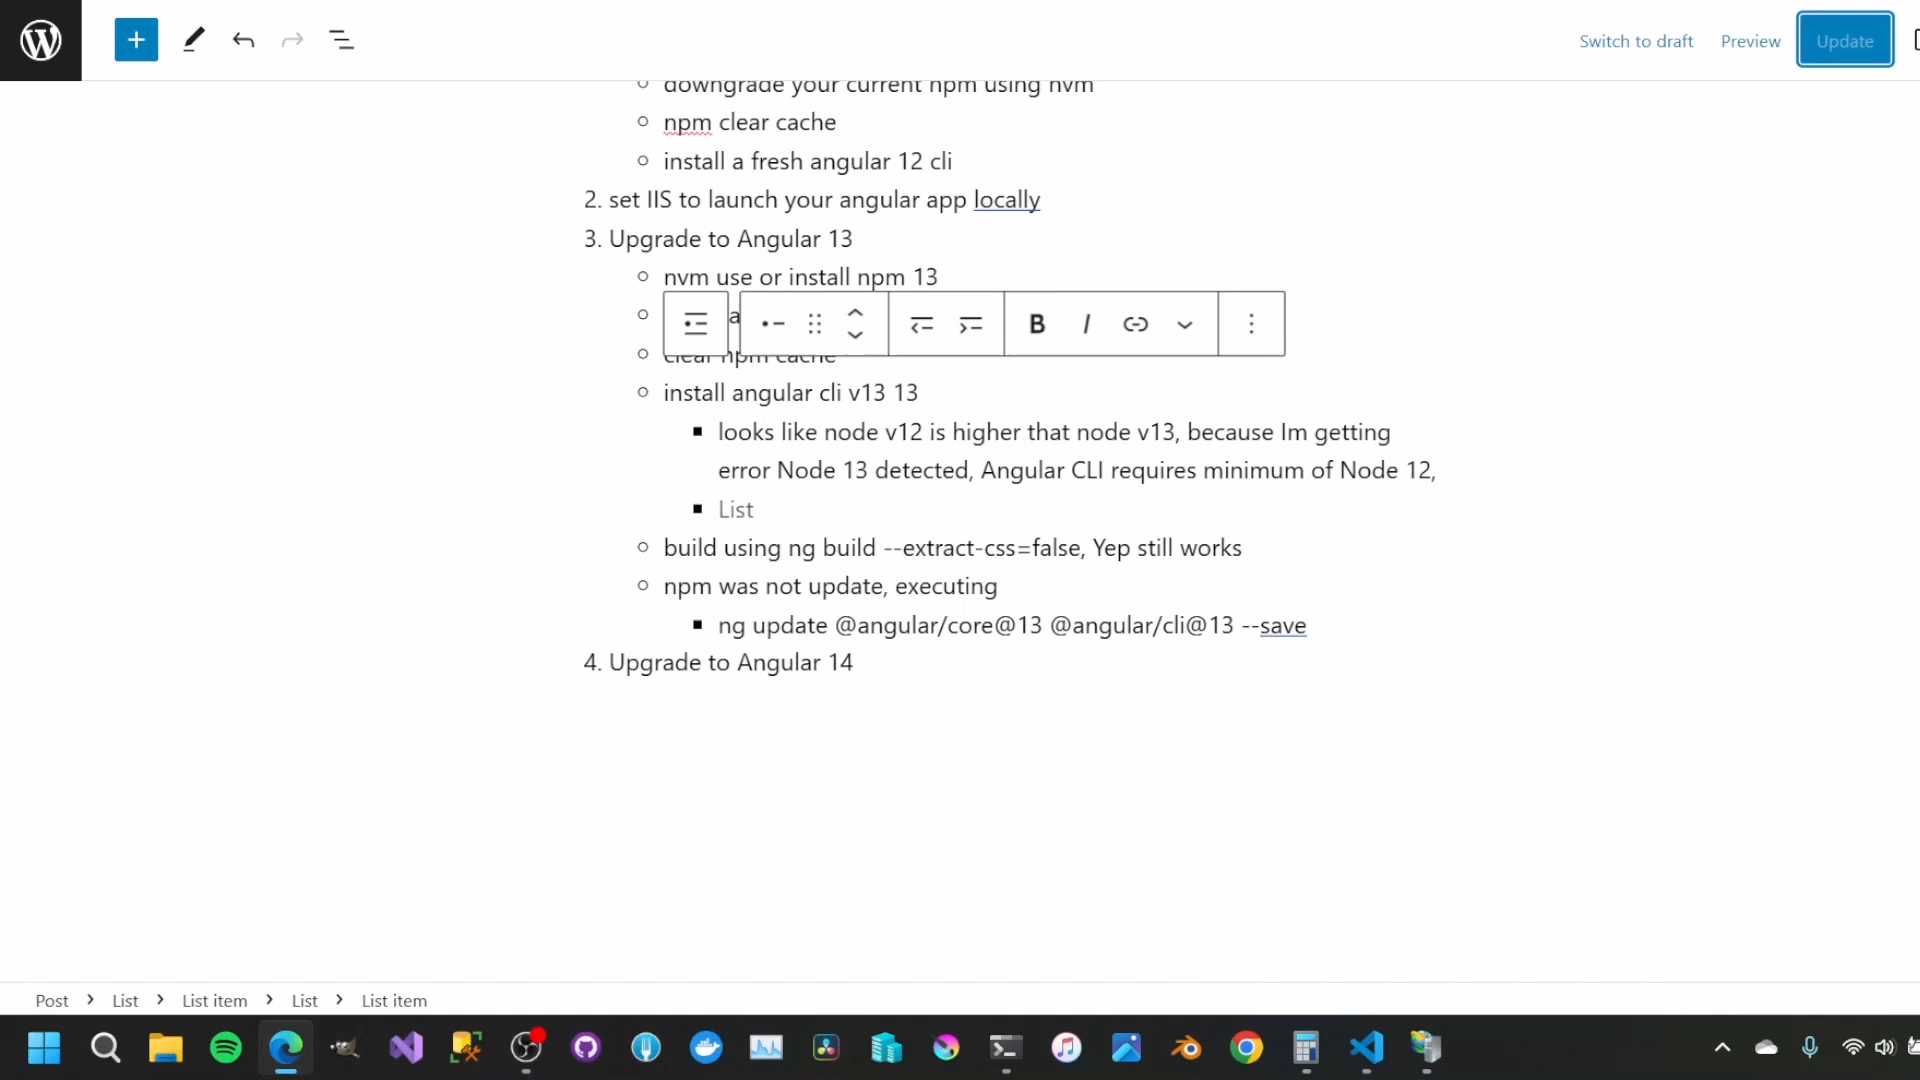 Switch to draft Preview Update
downgrade your current npm using nvm
npm clear cache
install a fresh angular 12 cli
2. set IIS to launch your angular app locally
3. Upgrade to Angular 13
nvm use or install npm 13
clear npm cache
install angular cli v13 13
looks like node v12 is higher that node v13, because Im getting
error Node 13 detected, Angular CLI requires minimum of Node 12,
List
build using ng build --extract-css=false, Yep still works
npm was not update, executing
ng update @angular/core@13 @angular/cli@13 --save
4. Upgrade to Angular 14
Post > List > List item > List > List item